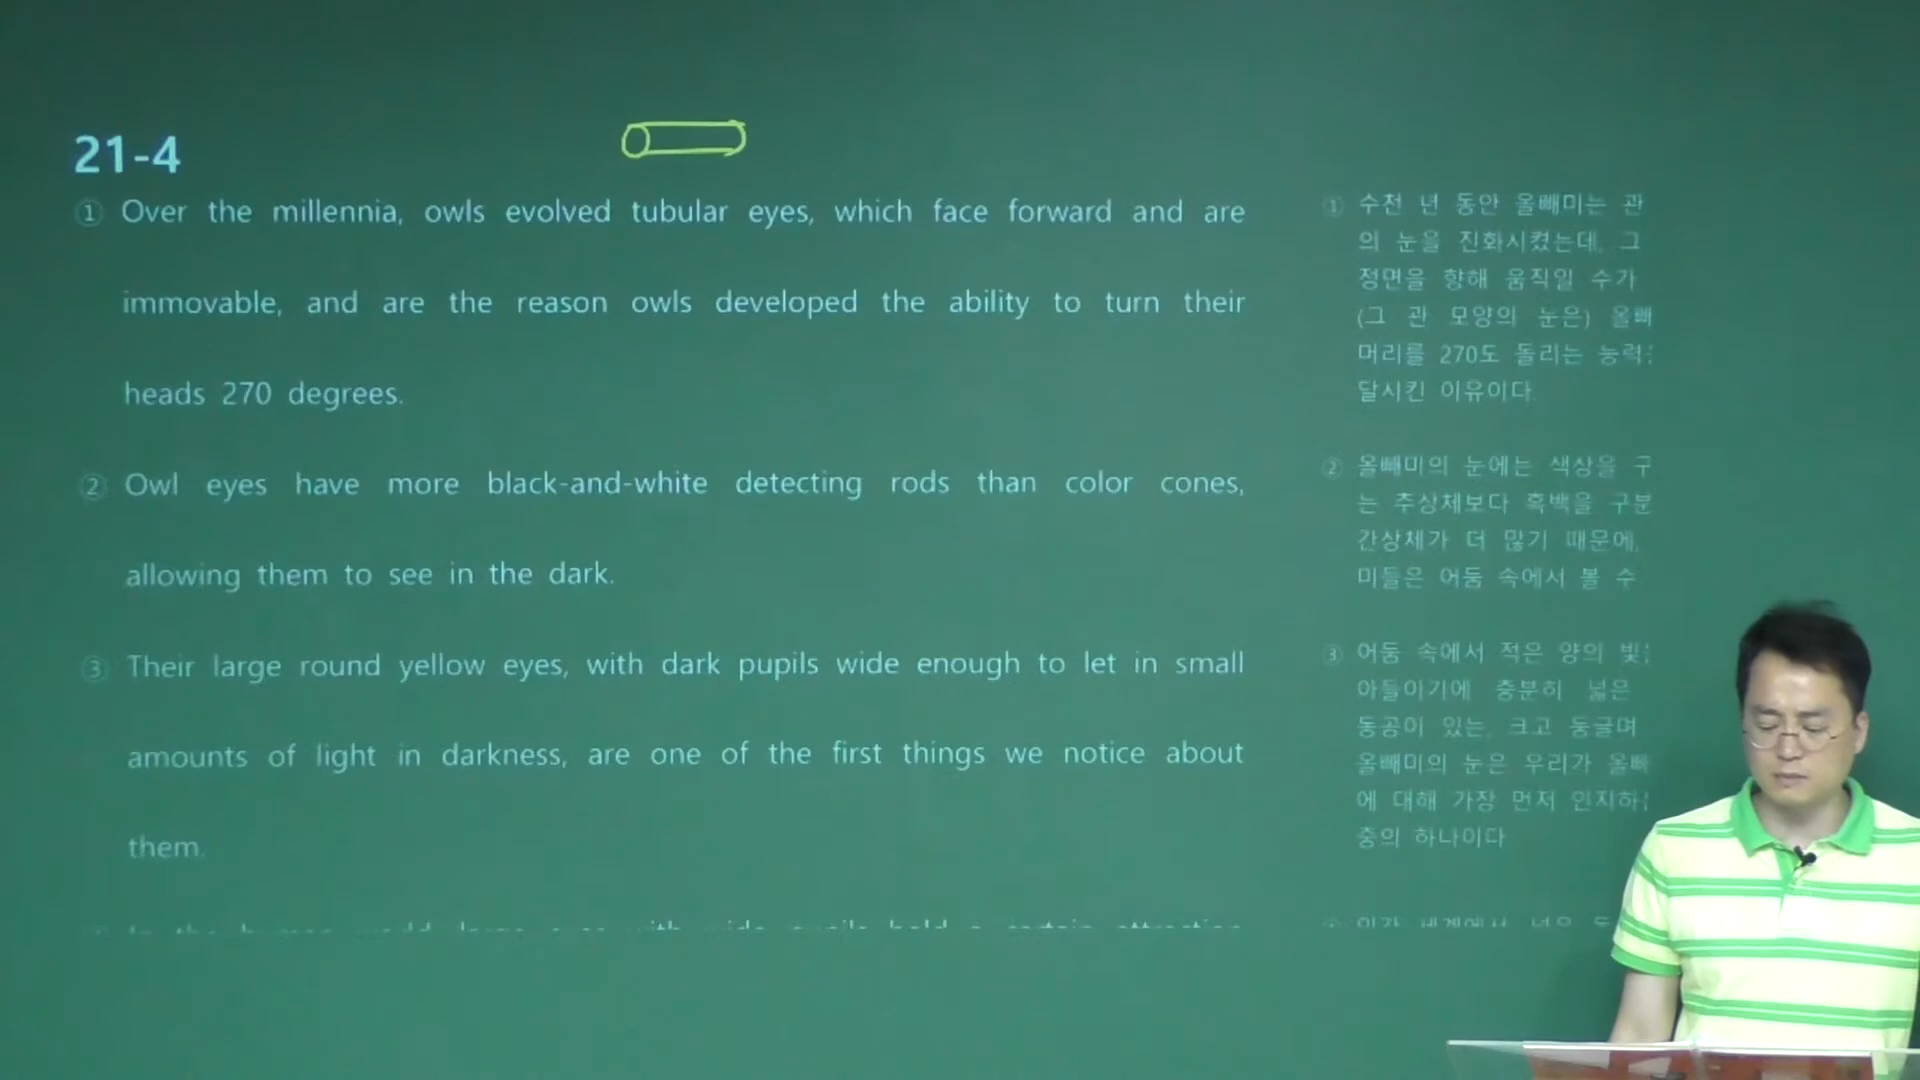 21-4
① Over the millennia, owls evolved tubular eyes, which face forward and are
immovable, and are the reason owls developed the ability to turn their
heads 270 degrees.
② Owl eyes have more black-and-white detecting rods than color cones,
allowing them to see in the dark.
③ Their large round yellow eyes, with dark pupils wide enough to let in small
amounts of light in darkness, are one of the first things we notice about
them.
① 수천 년 동안 올빼미는 관
의 눈을 진화시켰는데, 그
정면을 향해 움직일 수가
(그 관 모양의 눈은) 올빼
머리를 270도 돌리는 능력
달시킨 이유이다.
② 올빼미의 눈에는 색상을 구
는 추상체보다 흑백을 구분
간상체가 더 많기 때문에,
미들은 어둠 속에서 볼 수
③ 어둠 속에서 적은 양의 빛
아들이기에 충분히 넓은
동공이 있는, 크고 둥글며
올빼미의 눈은 우리가 올빼
에 대해 가장 먼저 인지하
중의 하나이다